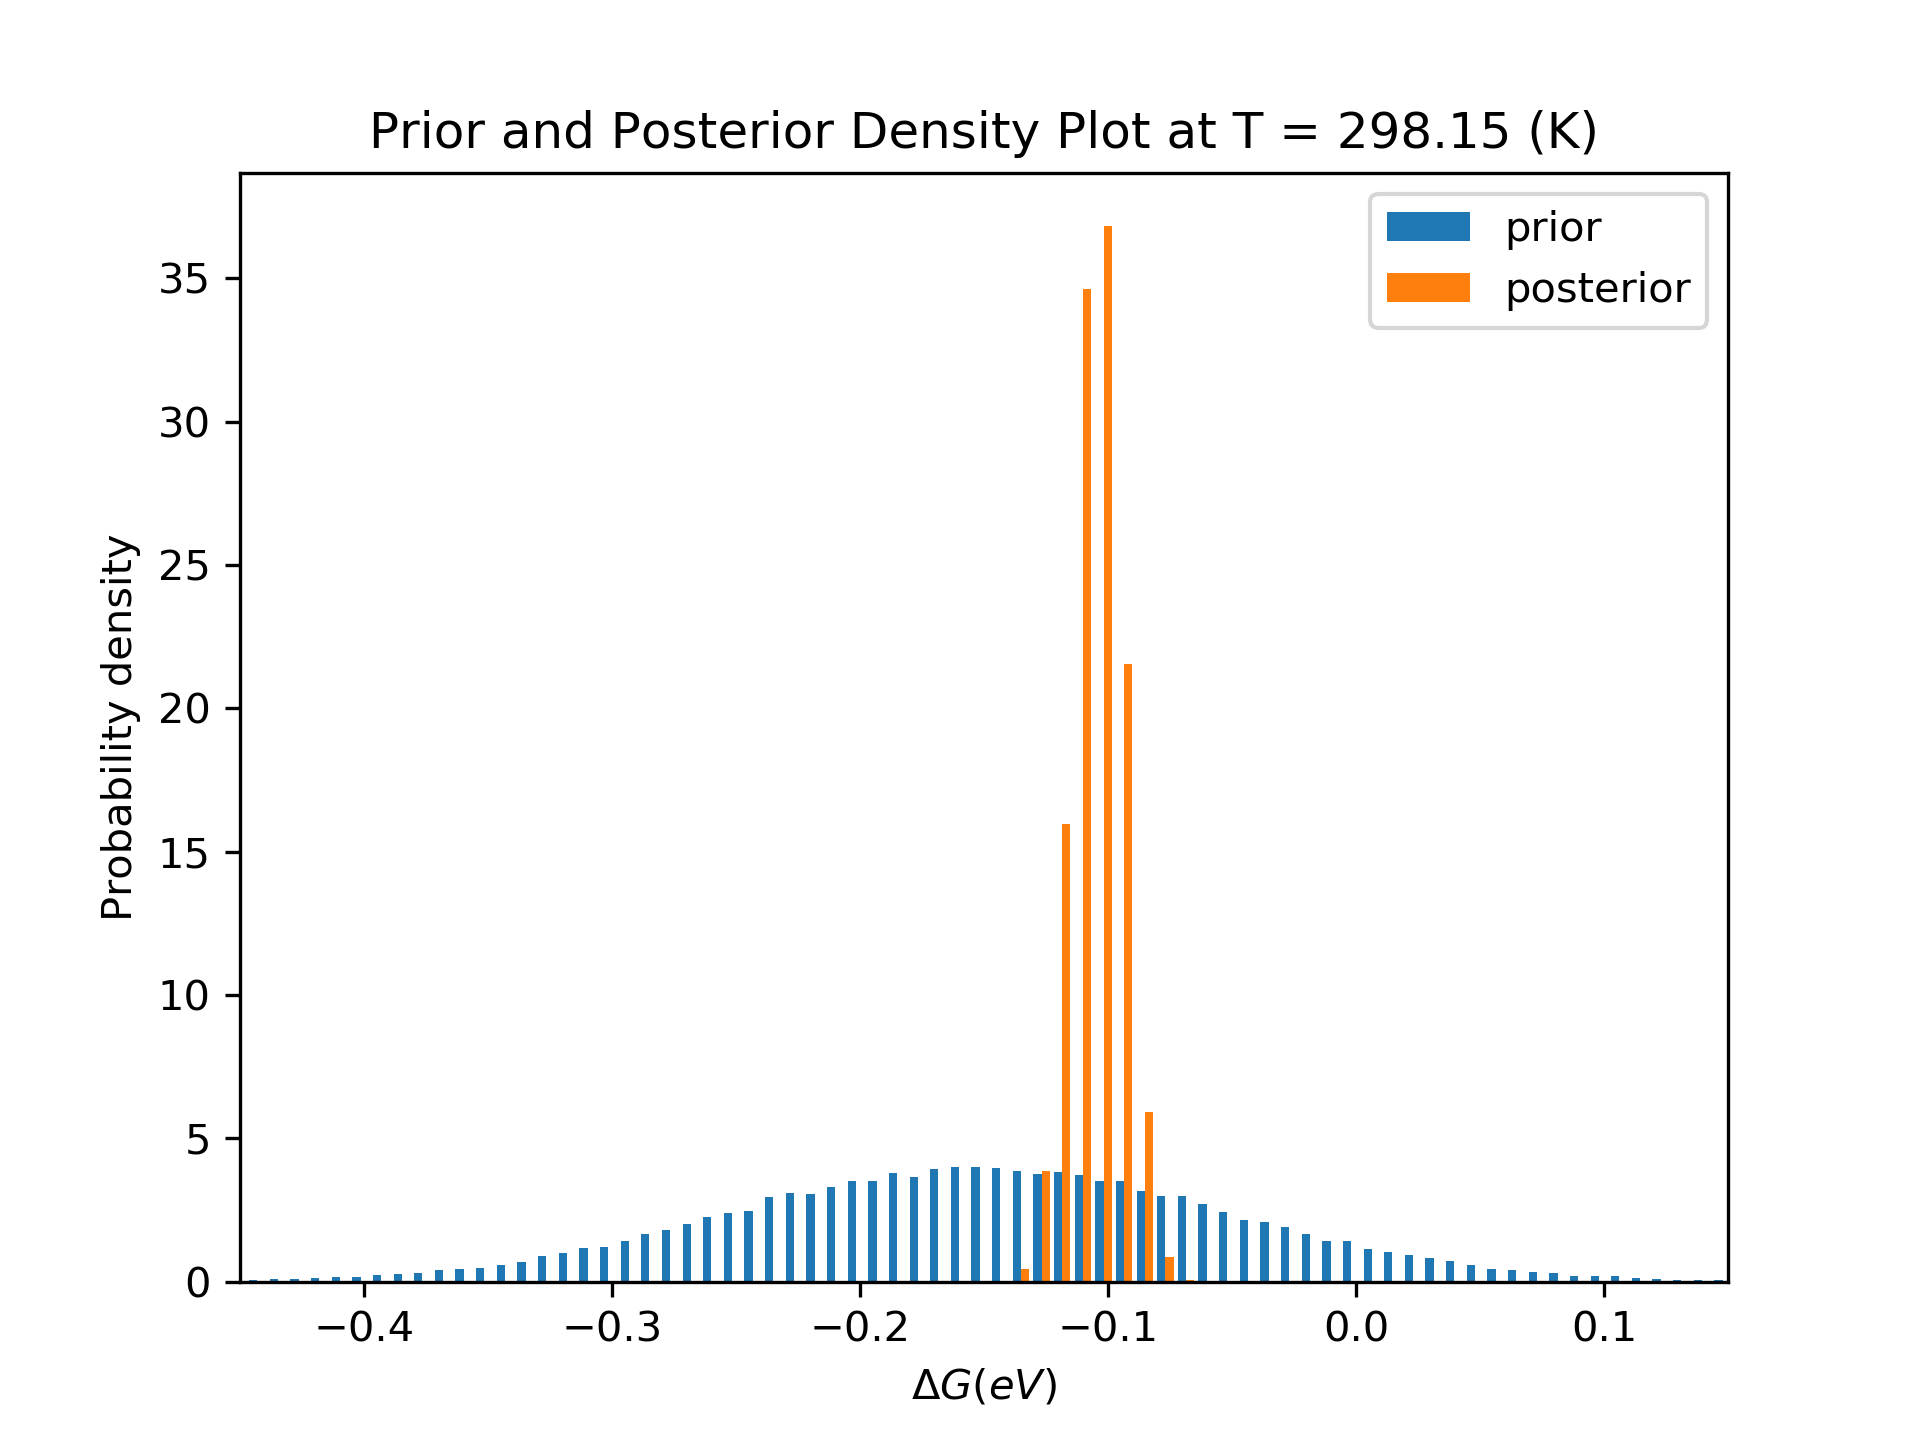 Prior and Posterior Density Plot at T = 298.15 (K)
prior
posterior
Probability density
35
30
25
20
15
10
5
0
−0.4 −0.3 −0.2 −0.1 0.0 0.1
ΔG(eV)